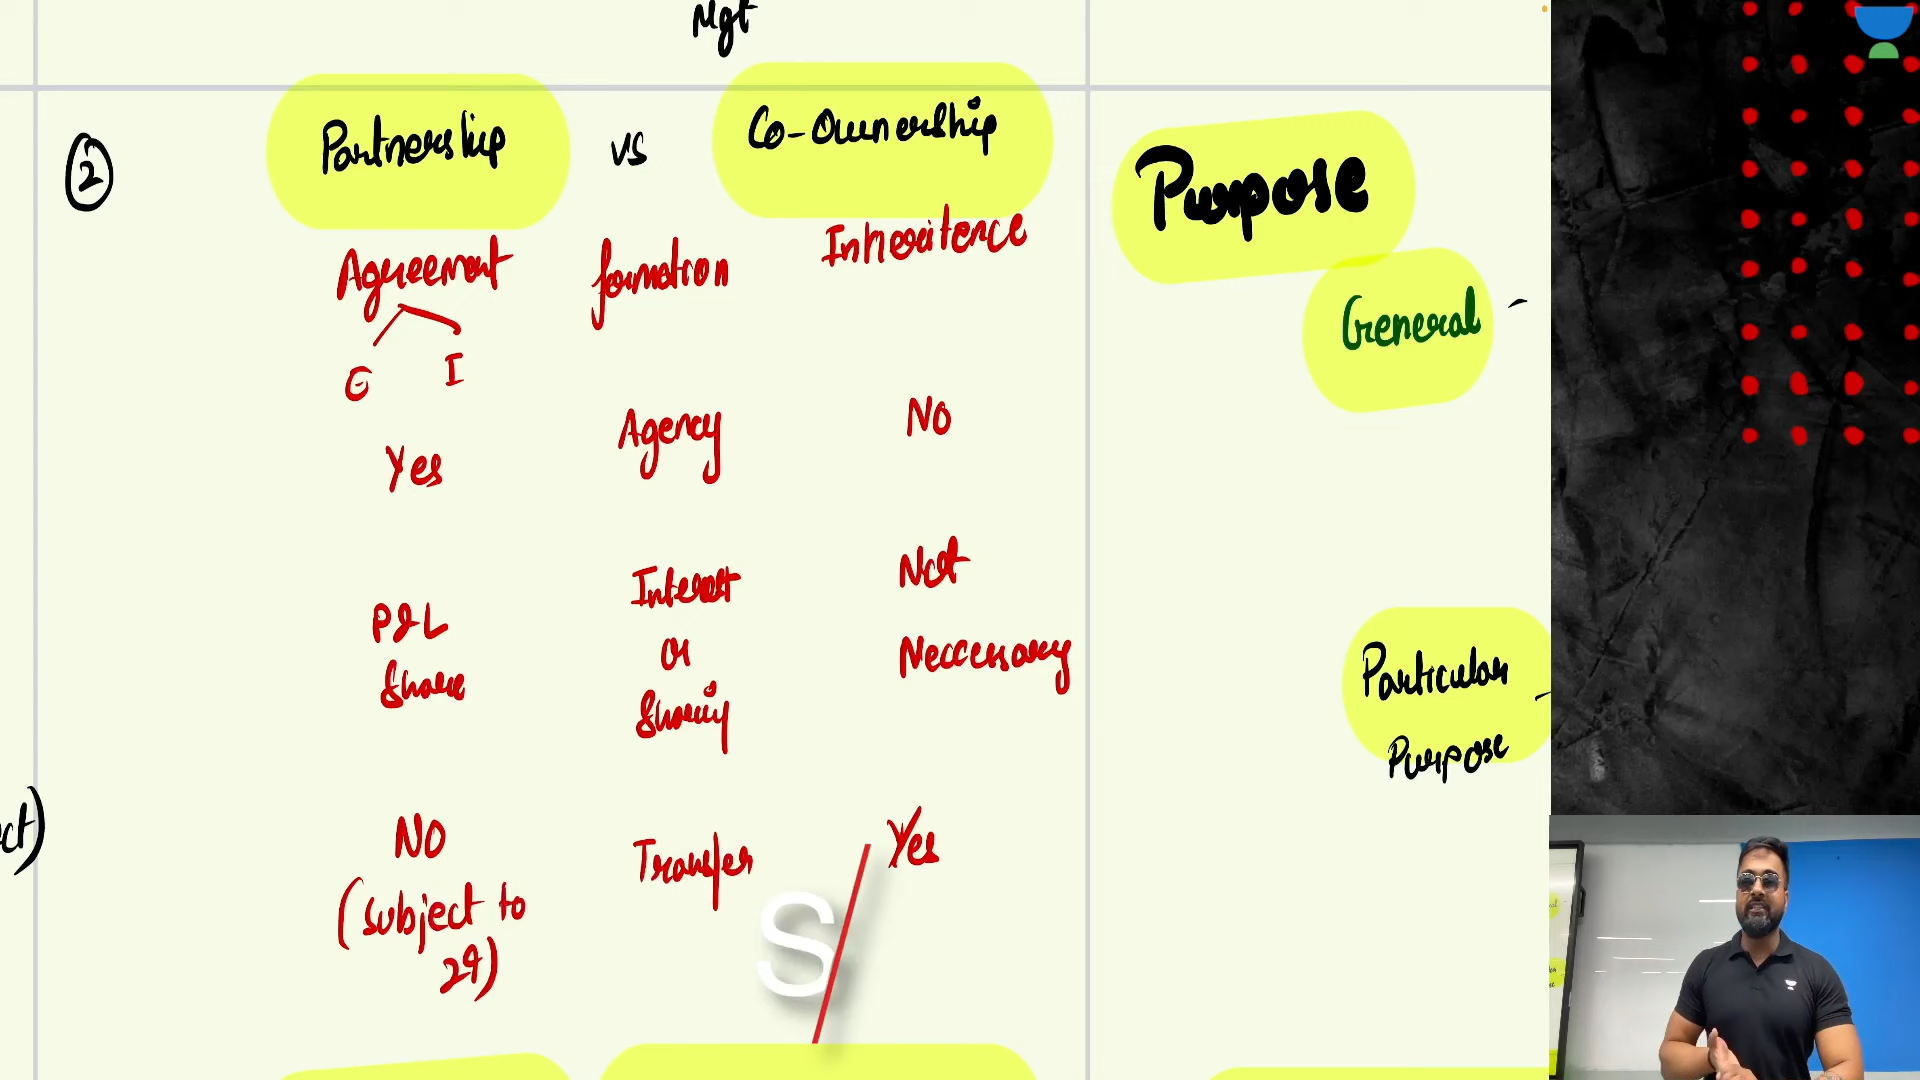 Mgt
② Partnership vs Co-Ownership
Purpose
Agreement formation Inheritence
General -
E I
Yes Agency No
P&L Share
Interest or Sharing
Not Neccessary
Particular -
Purpose
ct)
NO Transfer Yes
(subject to
29)
S/